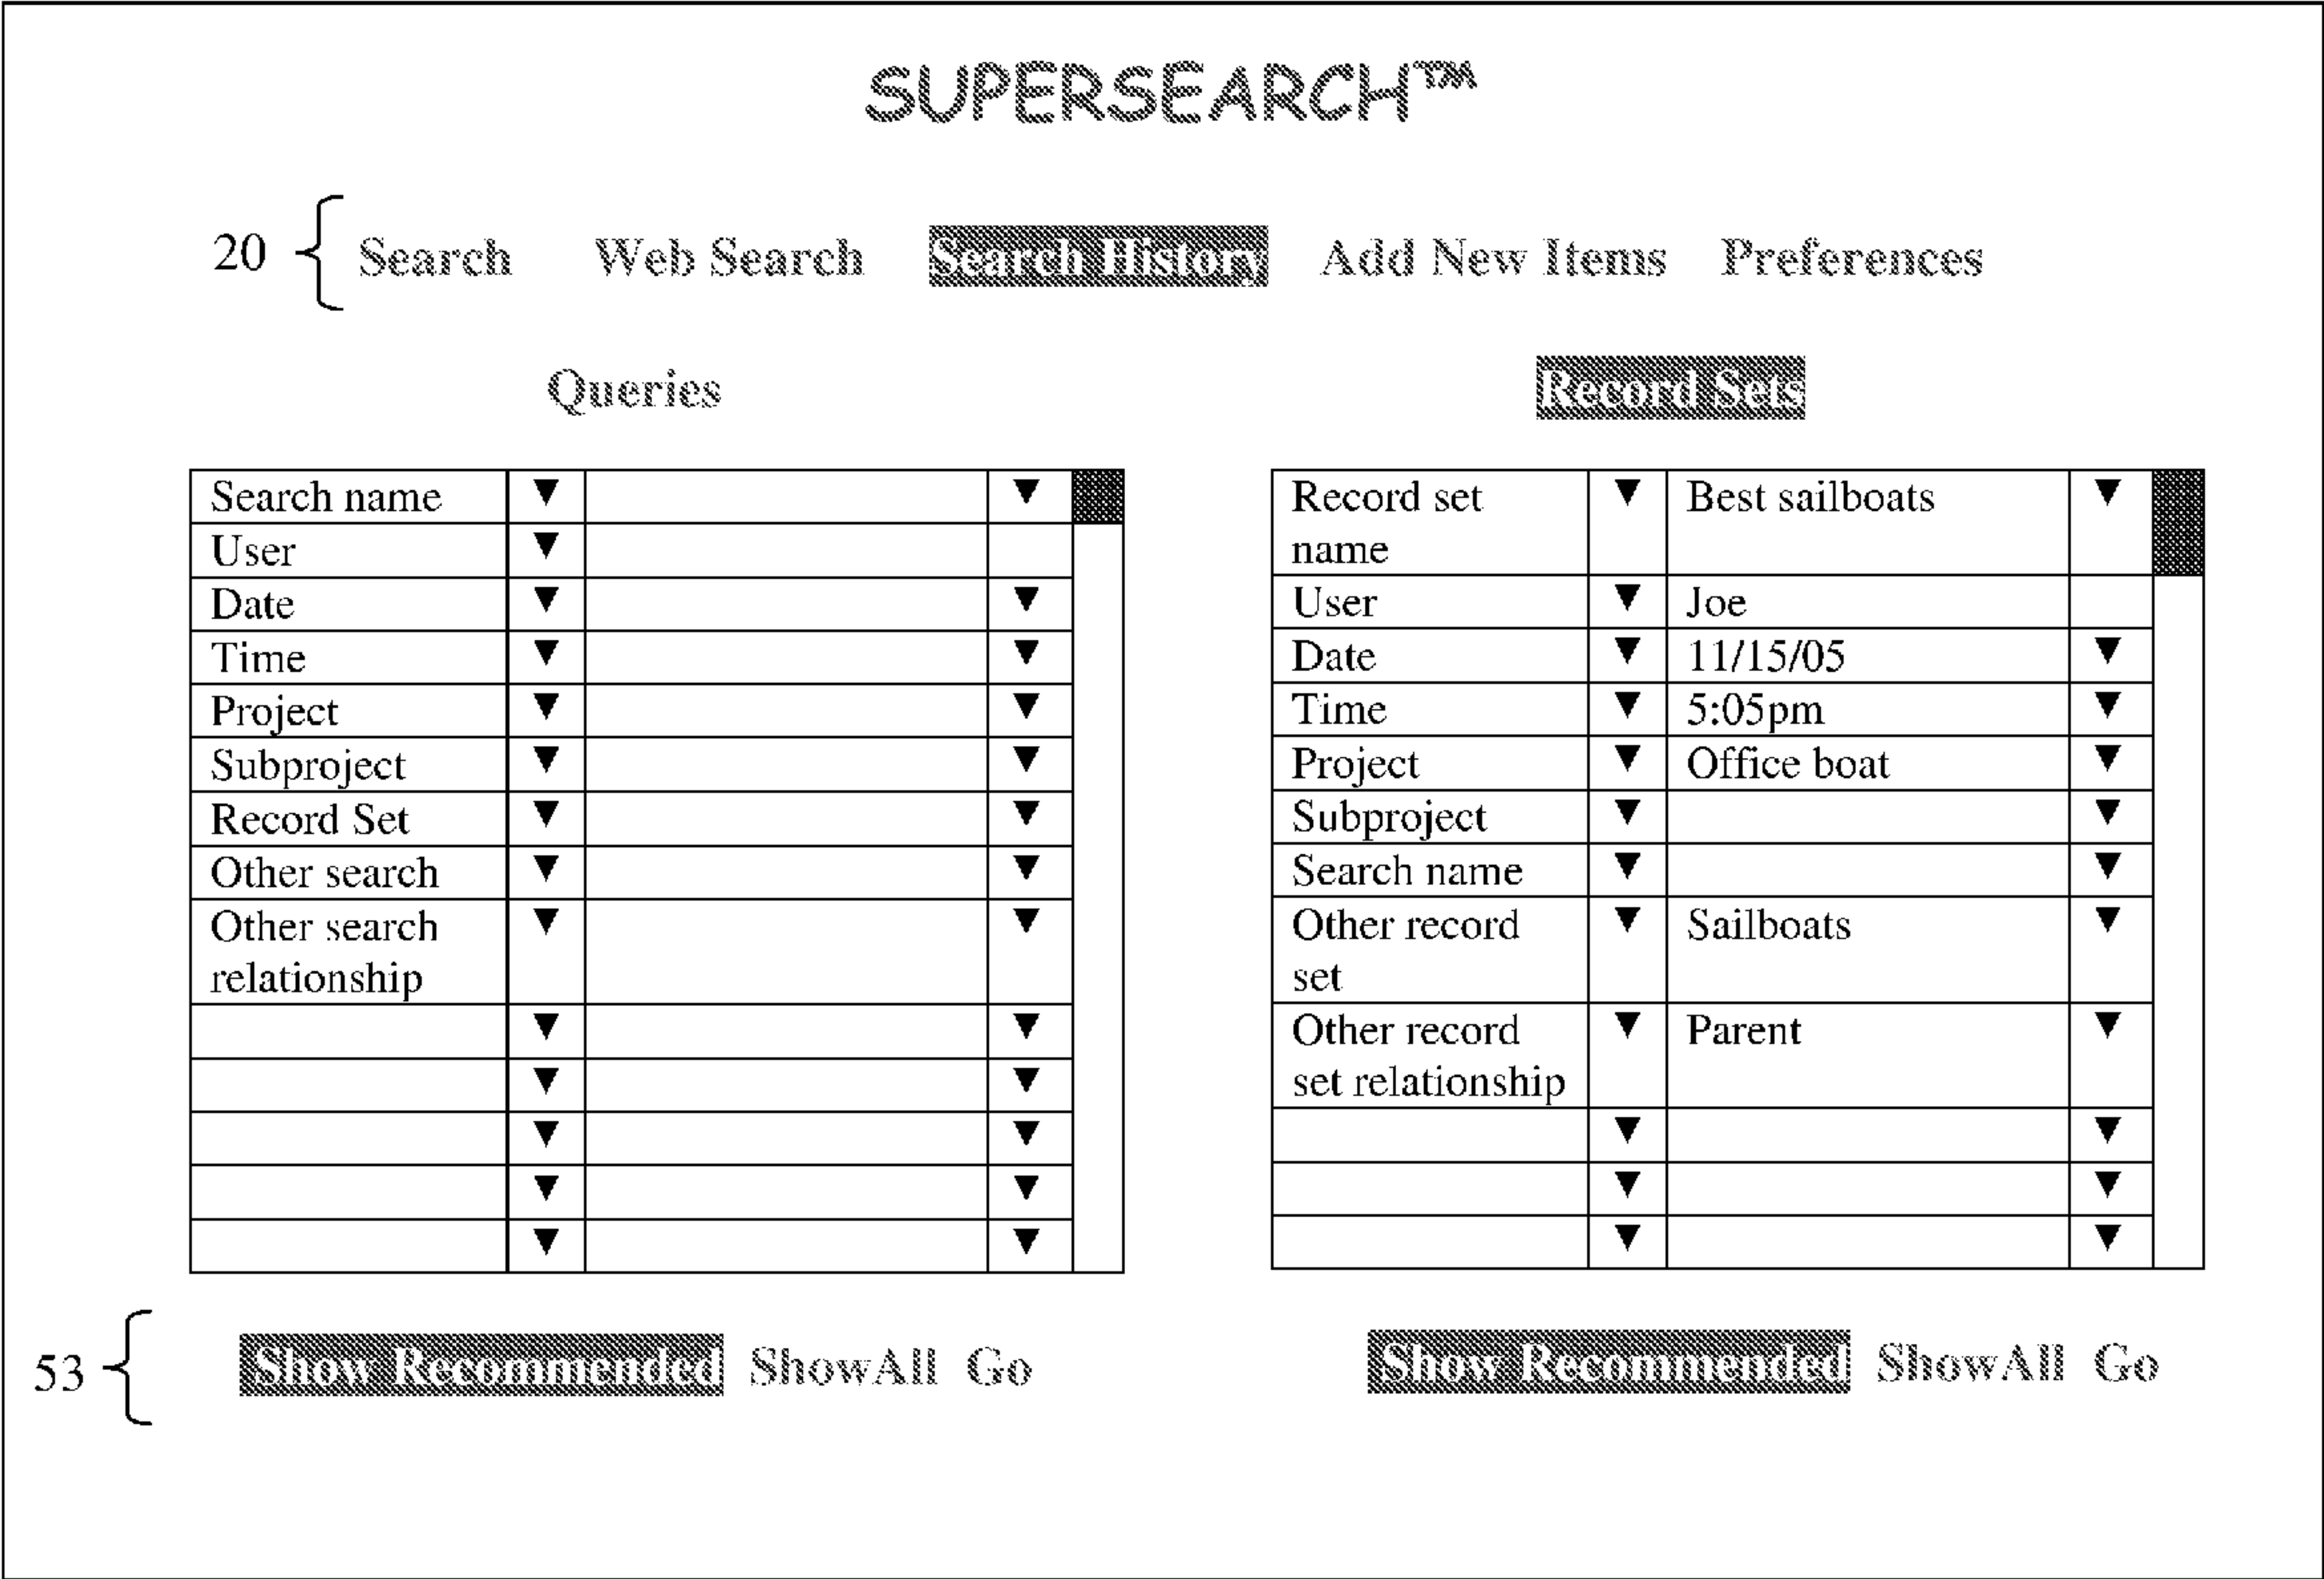 SUPERSEARCH™
20 Search Web Search Search History Add New Items Preferences
Queries
Search name
User
Date
Time
Project
Subproject
Record Set
Other search
Other search
relationship
Record Sets
Record set Best sailboats
name
User Joe
Date 11/15/05
Time 5:05pm
Project Office boat
Subproject
Search name
Other record Sailboats
set
Other record Parent
set relationship
53 Show Recommended ShowAll Go
Show Recommended ShowAll Go